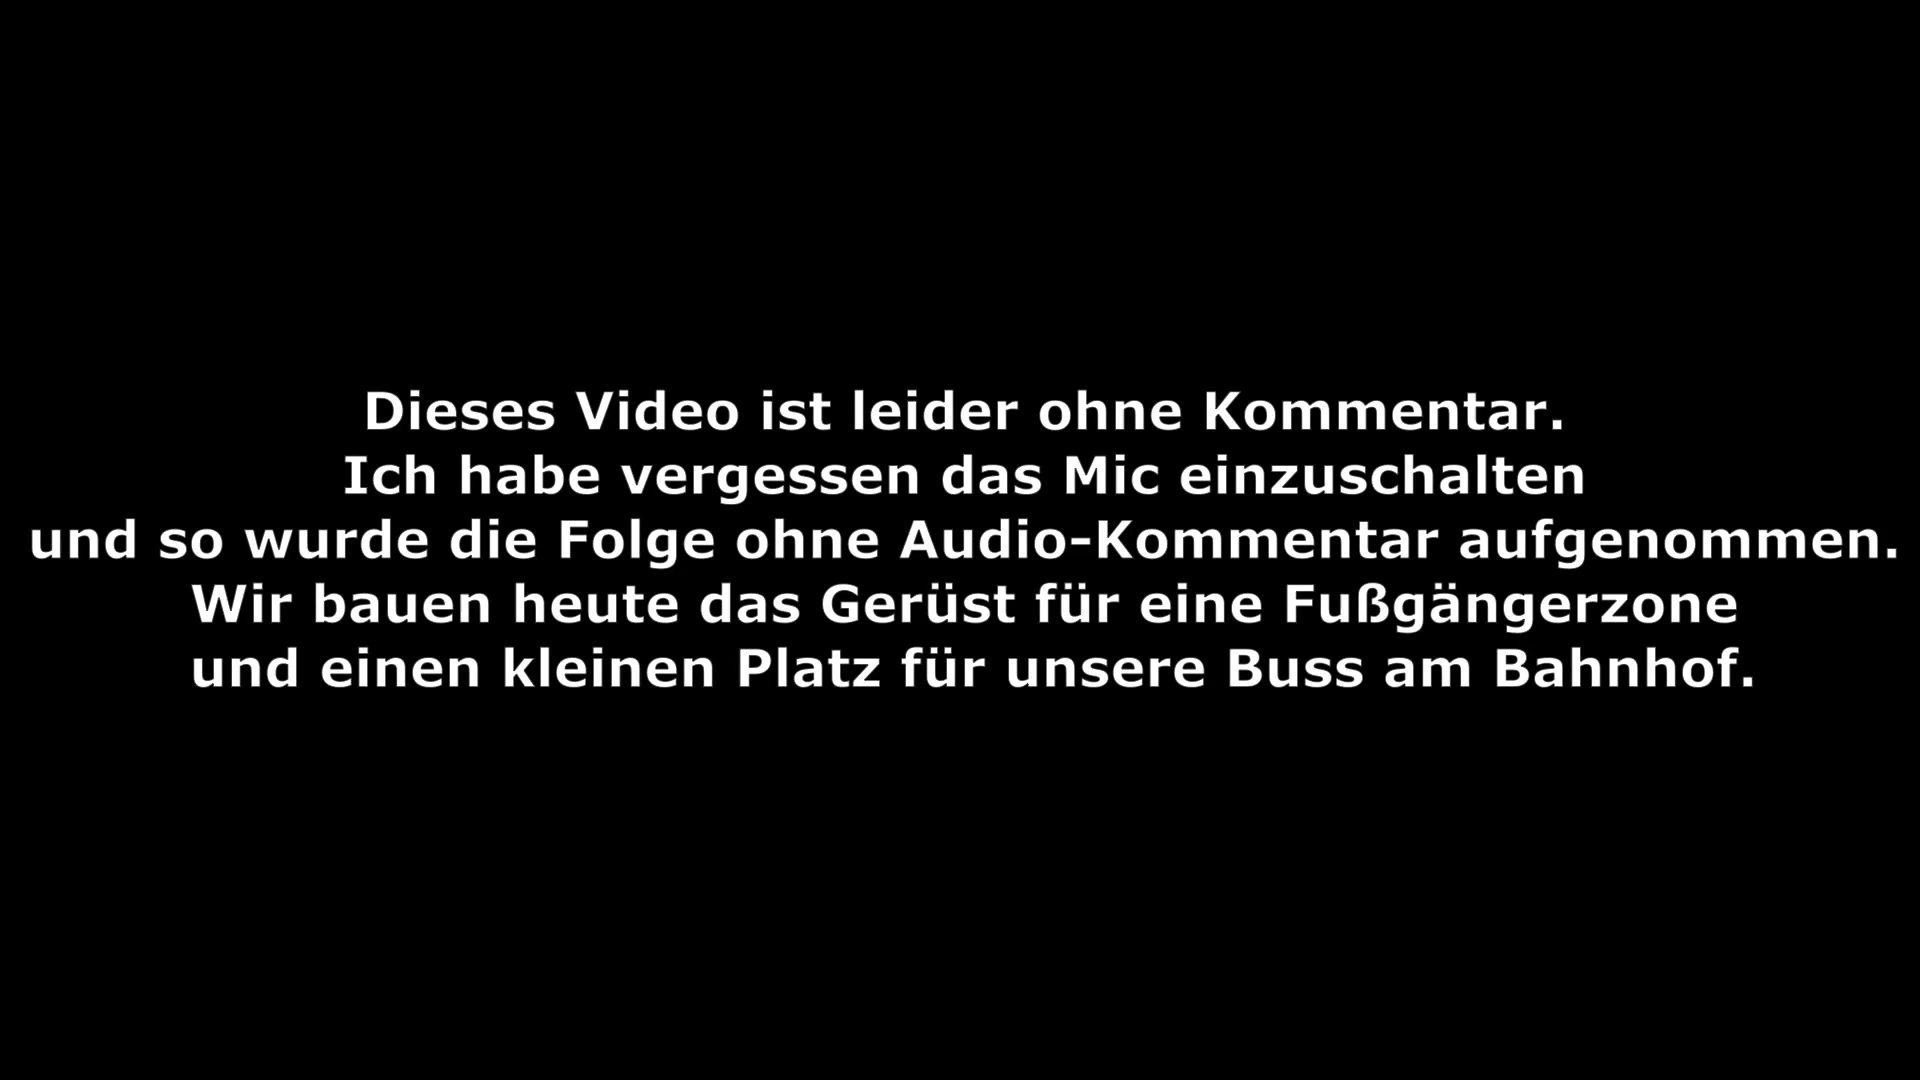 Dieses Video ist leider ohne Kommentar.
Ich habe vergessen das Mic einzuschalten
und so wurde die Folge ohne Audio-Kommentar aufgenommen.
Wir bauen heute das Gerüst für eine Fußgängerzone
und einen kleinen Platz für unsere Buss am Bahnhof.